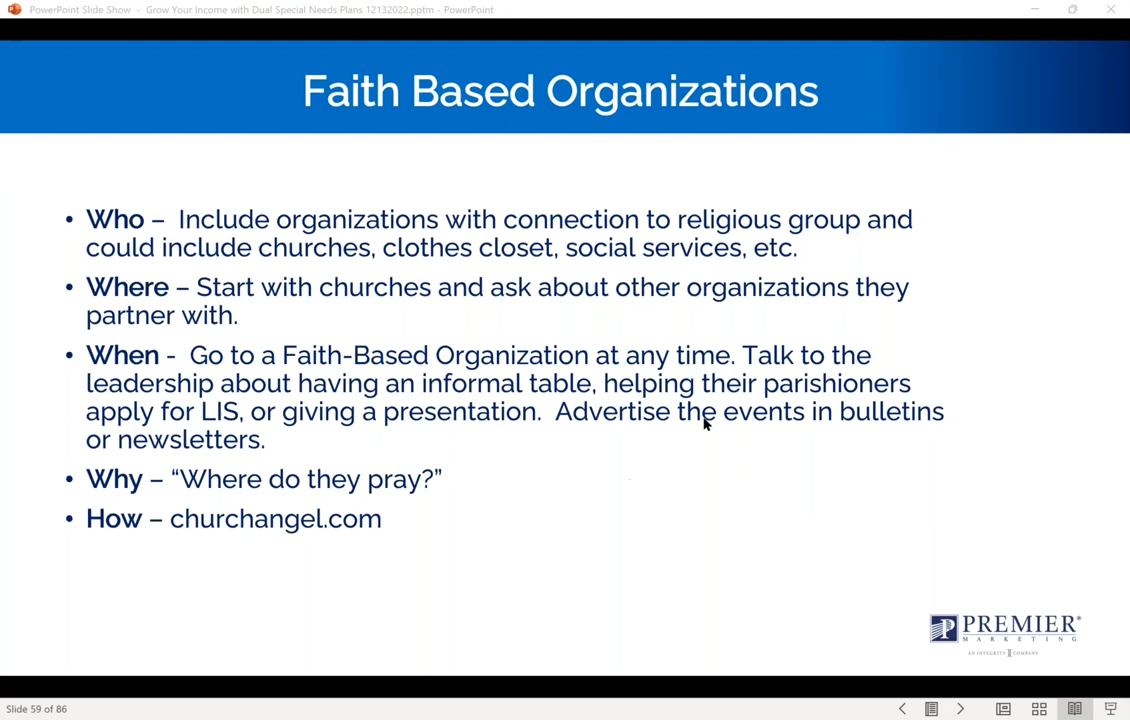 PowerPoint Slide Show - Grow Your Income with Dual Special Needs Plans 12132022.pptm - PowerPoint
Faith Based Organizations
• Who – Include organizations with connection to religious group and
could include churches, clothes closet, social services, etc.
• Where – Start with churches and ask about other organizations they
partner with.
• When - Go to a Faith-Based Organization at any time. Talk to the
leadership about having an informal table, helping their parishioners
apply for LIS, or giving a presentation. Advertise the events in bulletins
or newsletters.
• Why – “Where do they pray?”
• How – churchangel.com
PREMIER®
MARKETING
AN INTEGRITY COMPANY
Slide 59 of 86